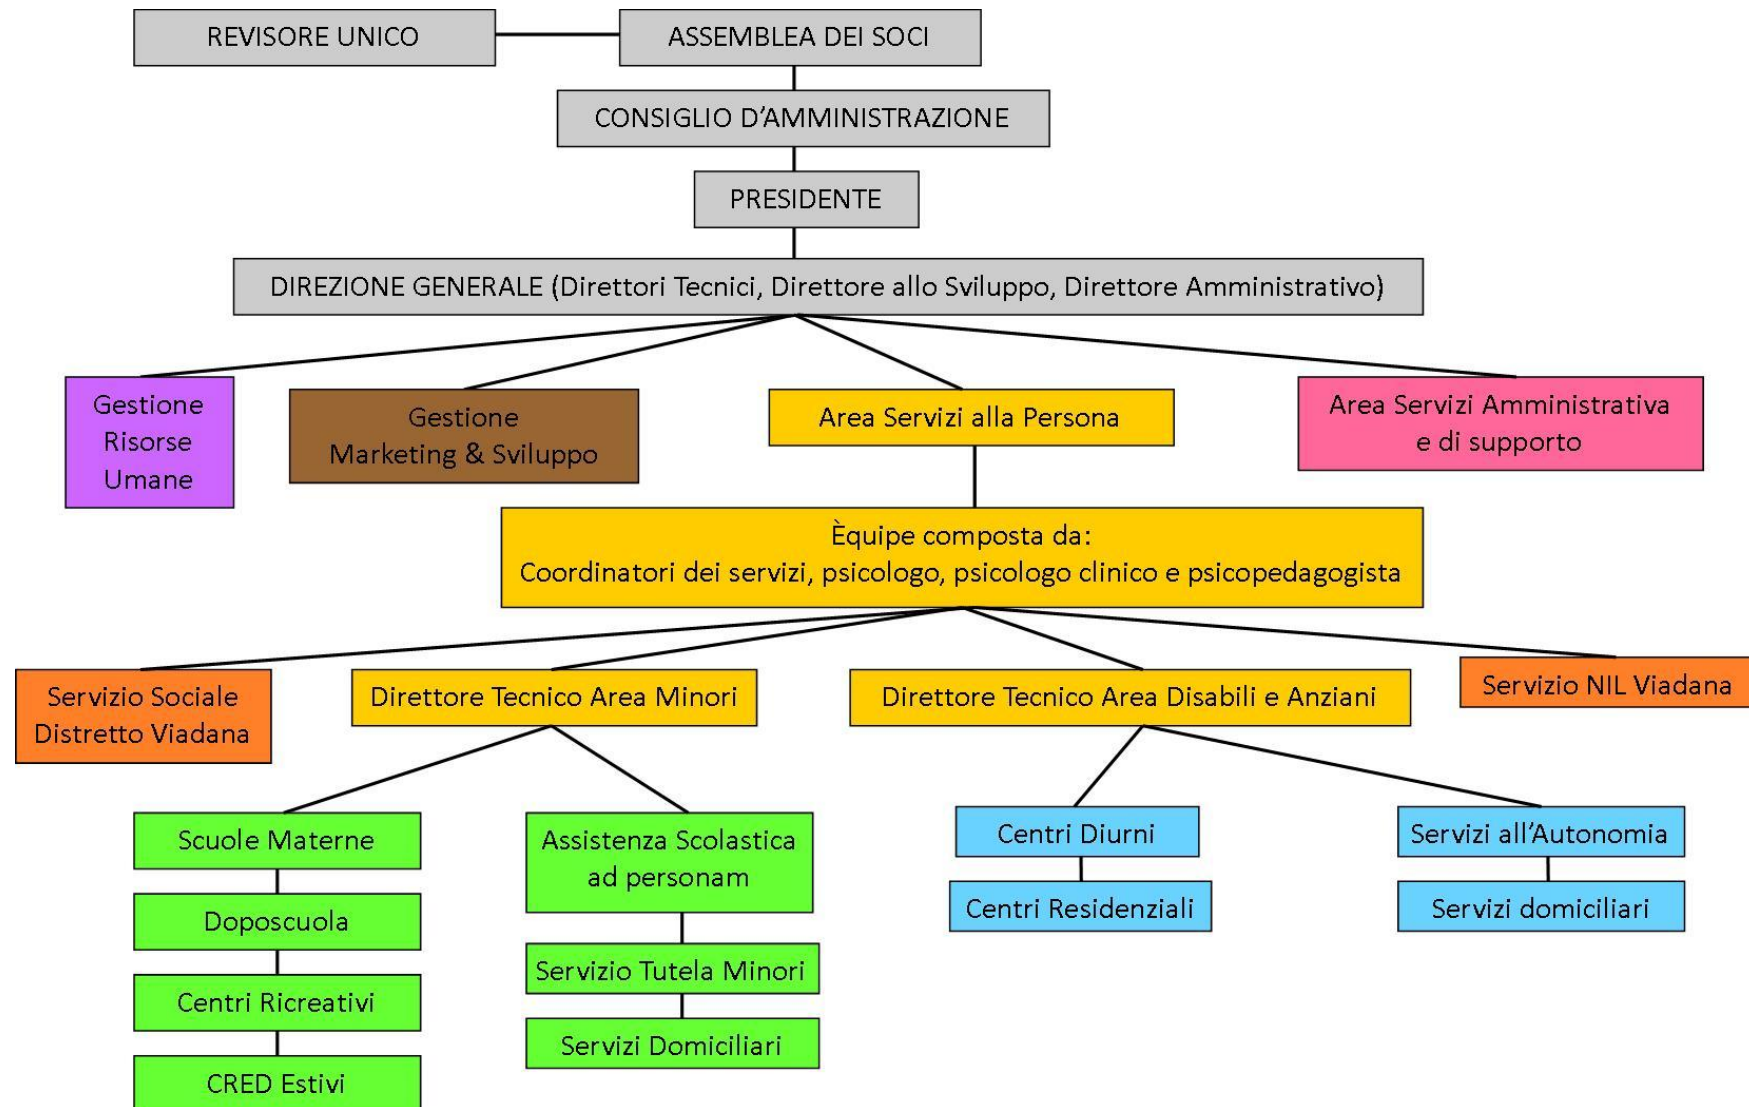 REVISORE UNICO
ASSEMBLEA DEI SOCI
CONSIGLIO D’AMMINISTRAZIONE
PRESIDENTE
DIREZIONE GENERALE (Direttori Tecnici, Direttore allo Sviluppo, Direttore Amministrativo)
Gestione
Risorse
Umane
Gestione
Marketing & Sviluppo
Area Servizi alla Persona
Area Servizi Amministrativa
e di supporto
Èquipe composta da:
Coordinatori dei servizi, psicologo, psicologo clinico e psicopedagogista
Servizio Sociale
Distretto Viadana
Direttore Tecnico Area Minori
Direttore Tecnico Area Disabili e Anziani
Servizio NIL Viadana
Scuole Materne
Doposcuola
Centri Ricreativi
CRED Estivi
Assistenza Scolastica
ad personam
Servizio Tutela Minori
Servizi Domiciliari
Centri Diurni
Centri Residenziali
Servizi all’Autonomia
Servizi domiciliari